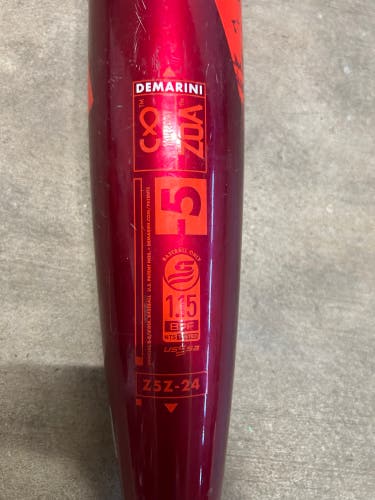 DEMARINI
ZOA
-5
BASEBALL ONLY
1.15
BPF
USSSA
Z5Z-24